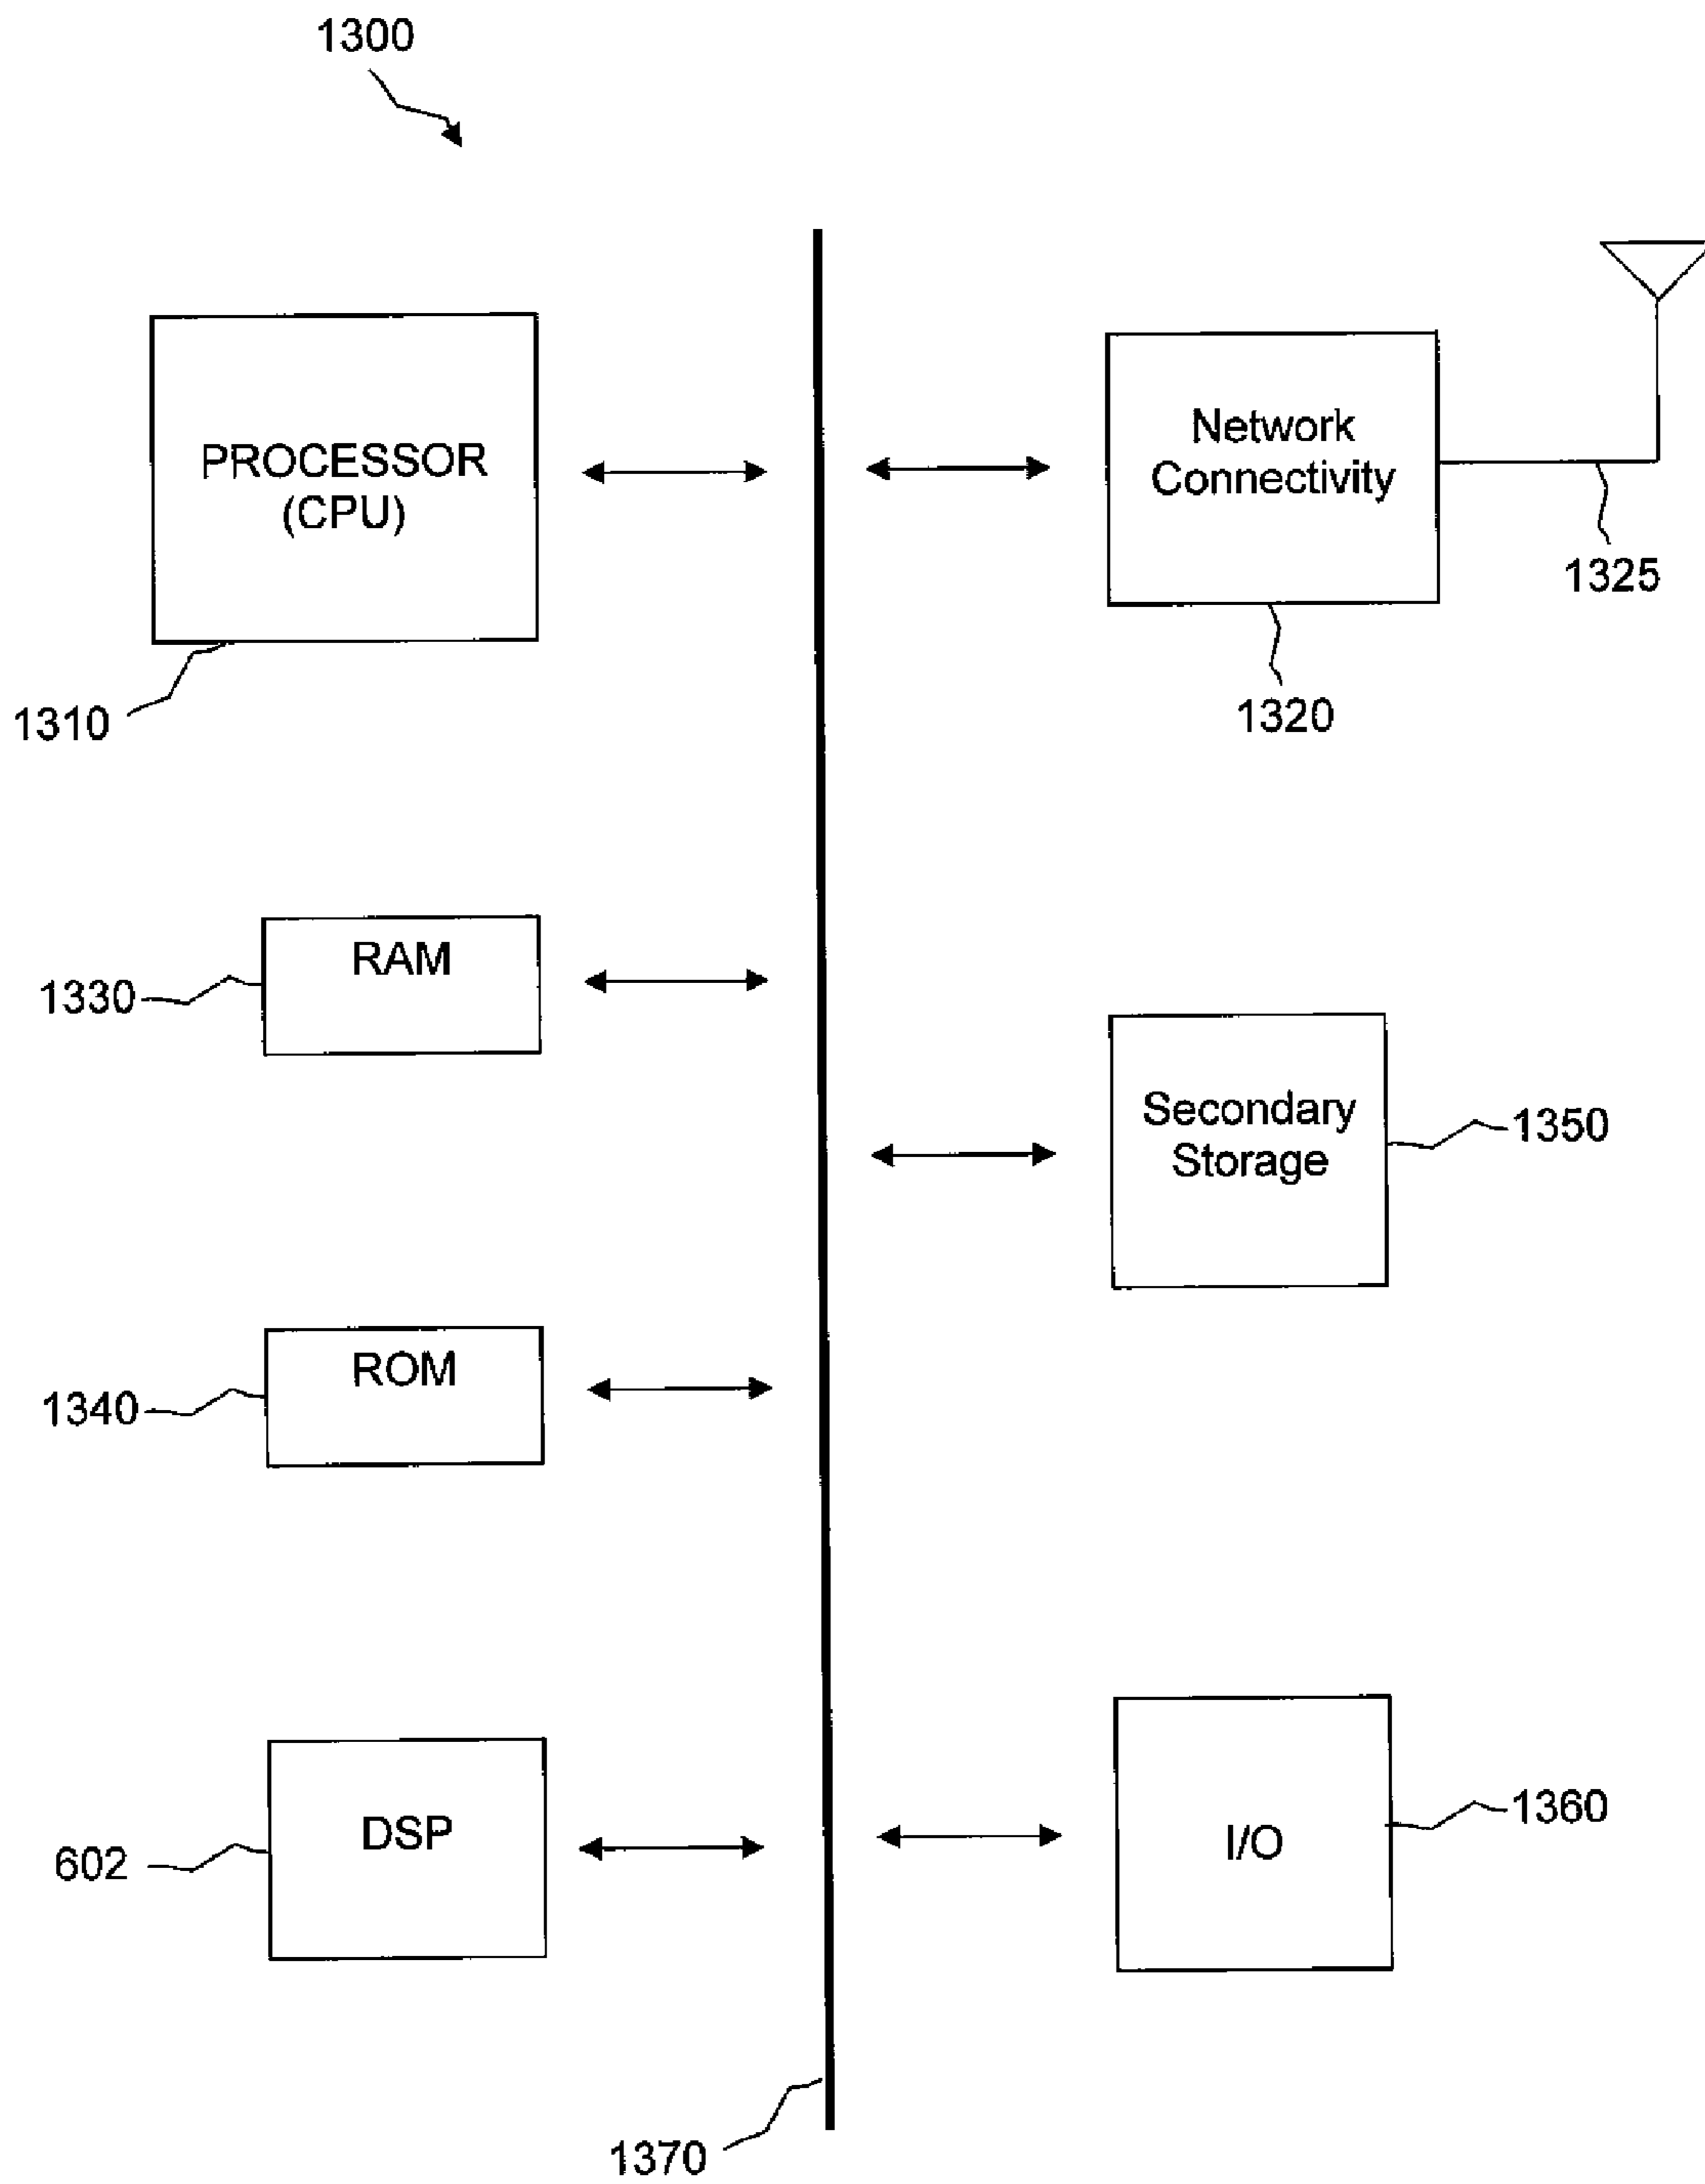 1300
PROCESSOR
(CPU)
1310
Network
Connectivity
1325
1320
RAM
1330
Secondary
Storage
1350
ROM
1340
DSP
602
I/O
1360
1370